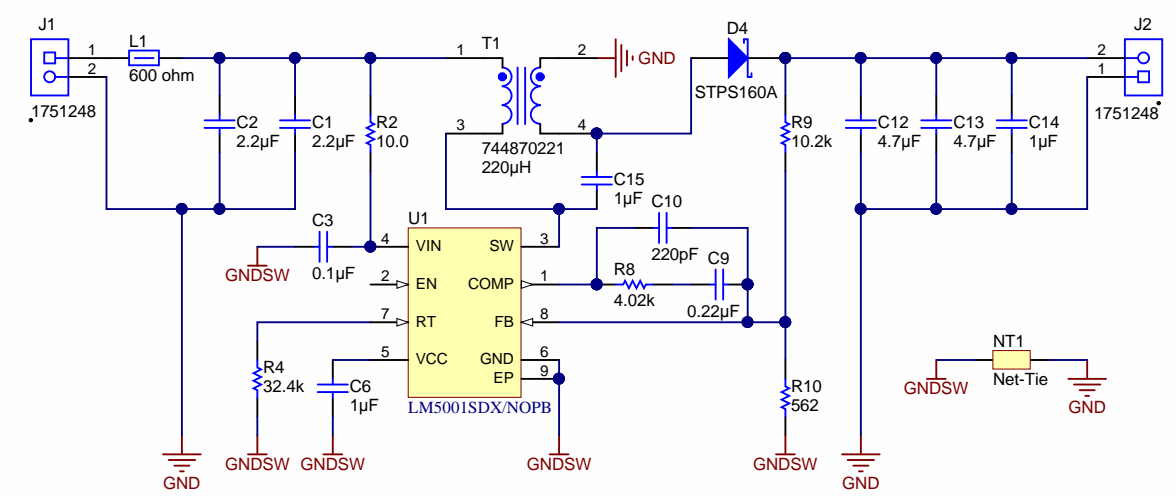 J1
1
2
1751248
L1
600 ohm
C2
2.2µF
C1
2.2µF
R2
10.0
1
T1
2
GND
3
4
744870221
220µH
D4
STPS160A
J2
2
1
1751248
R9
10.2k
C12
4.7µF
C13
4.7µF
C14
1µF
C15
1µF
C3
0.1µF
GNDSW
U1
4
VIN
SW
3
2
EN
COMP
1
7
RT
FB
8
5
VCC
GND
6
EP
9
LM5001SDX/NOPB
C10
220pF
R8
4.02k
C9
0.22µF
R4
32.4k
C6
1µF
R10
562
NT1
Net-Tie
GNDSW
GND
GND
GNDSW
GNDSW
GNDSW
GNDSW
GND